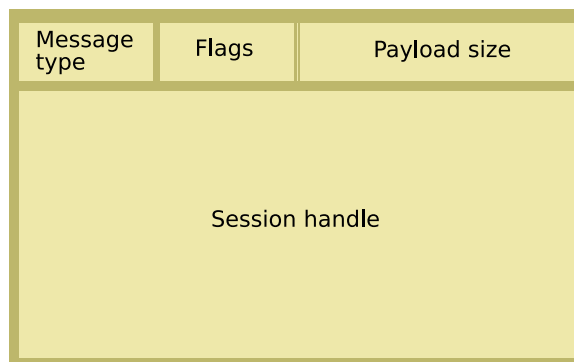 Message
type
Flags
Payload size
Session handle